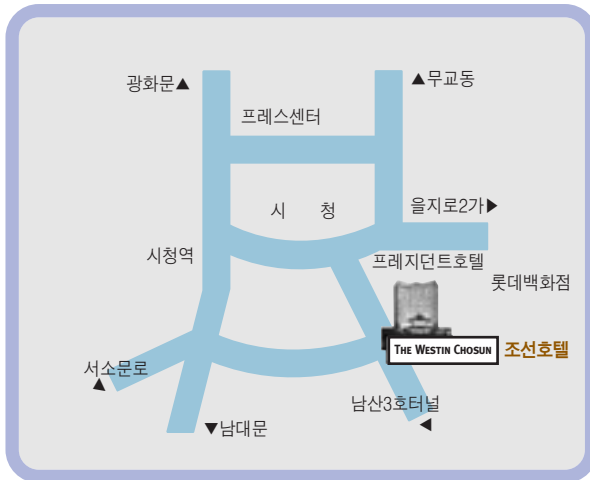 광화문▲
▲무교동
프레스센터
시 청
을지로2가▶
시청역
프레지던트호텔
롯데백화점
THE WESTIN CHOSUN
조선호텔
서소문로
▲
남산3호터널
◀
▼남대문